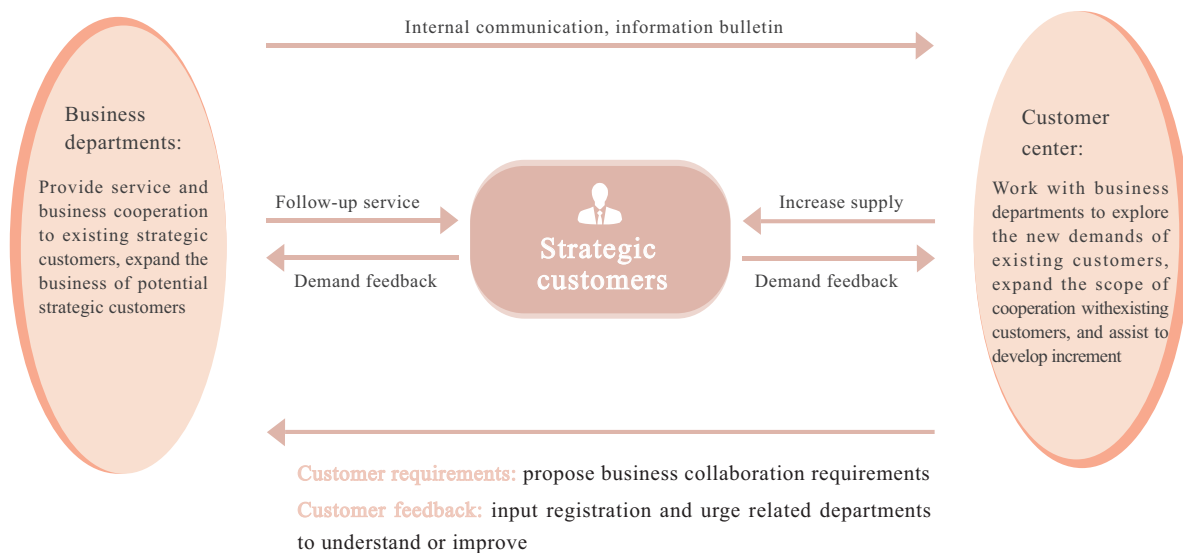 Internal communication, information bulletin
Business
departments:
Provide service and
business cooperation
to existing strategic
customers, expand the
business of potential
strategic customers
Follow-up service
Demand feedback
Strategic
customers
Increase supply
Demand feedback
Customer
center:
Work with business
departments to explore
the new demands of
existing customers,
expand the scope of
cooperation withexisting
customers, and assist to
develop increment
Customer requirements: propose business collaboration requirements
Customer feedback: input registration and urge related departments
to understand or improve